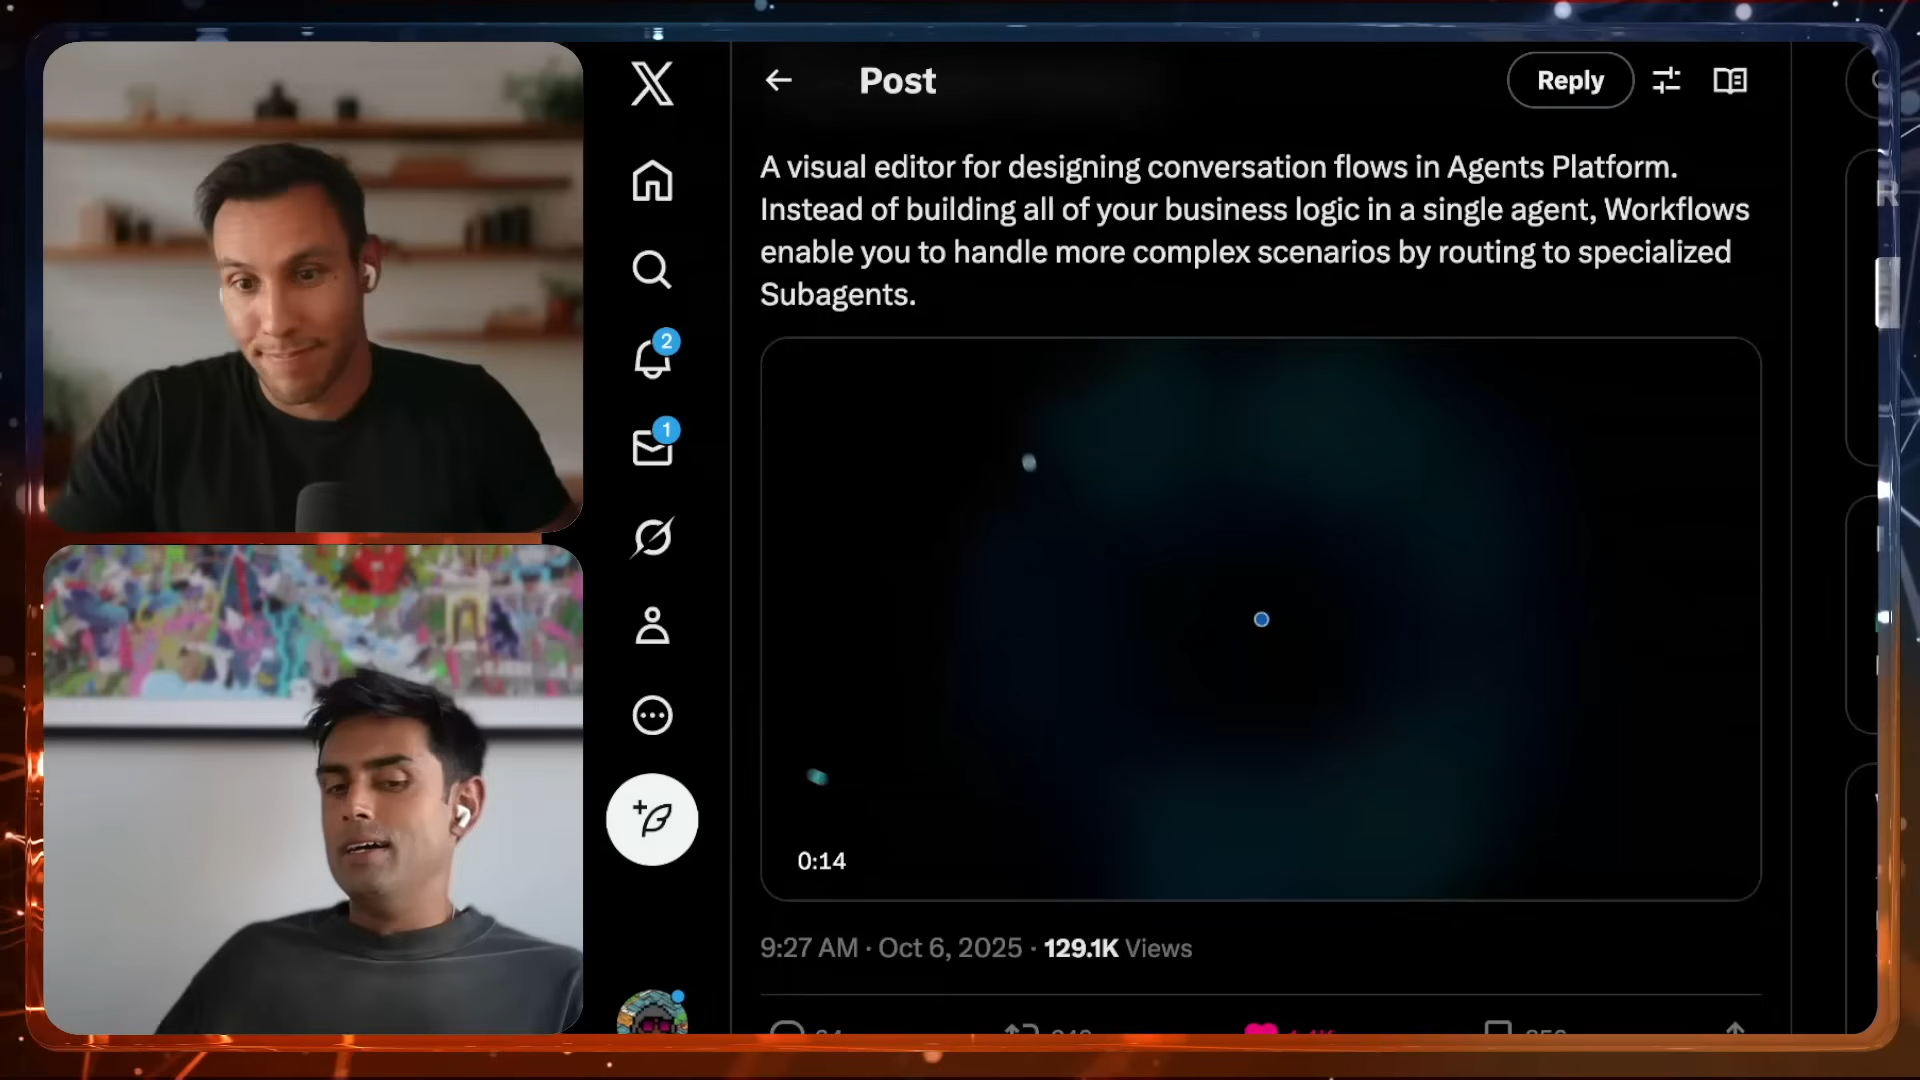 Post
Reply
A visual editor for designing conversation flows in Agents Platform.
Instead of building all of your business logic in a single agent, Workflows
enable you to handle more complex scenarios by routing to specialized
Subagents.
2
1
0:14
9:27 AM · Oct 6, 2025 · 129.1K Views
R